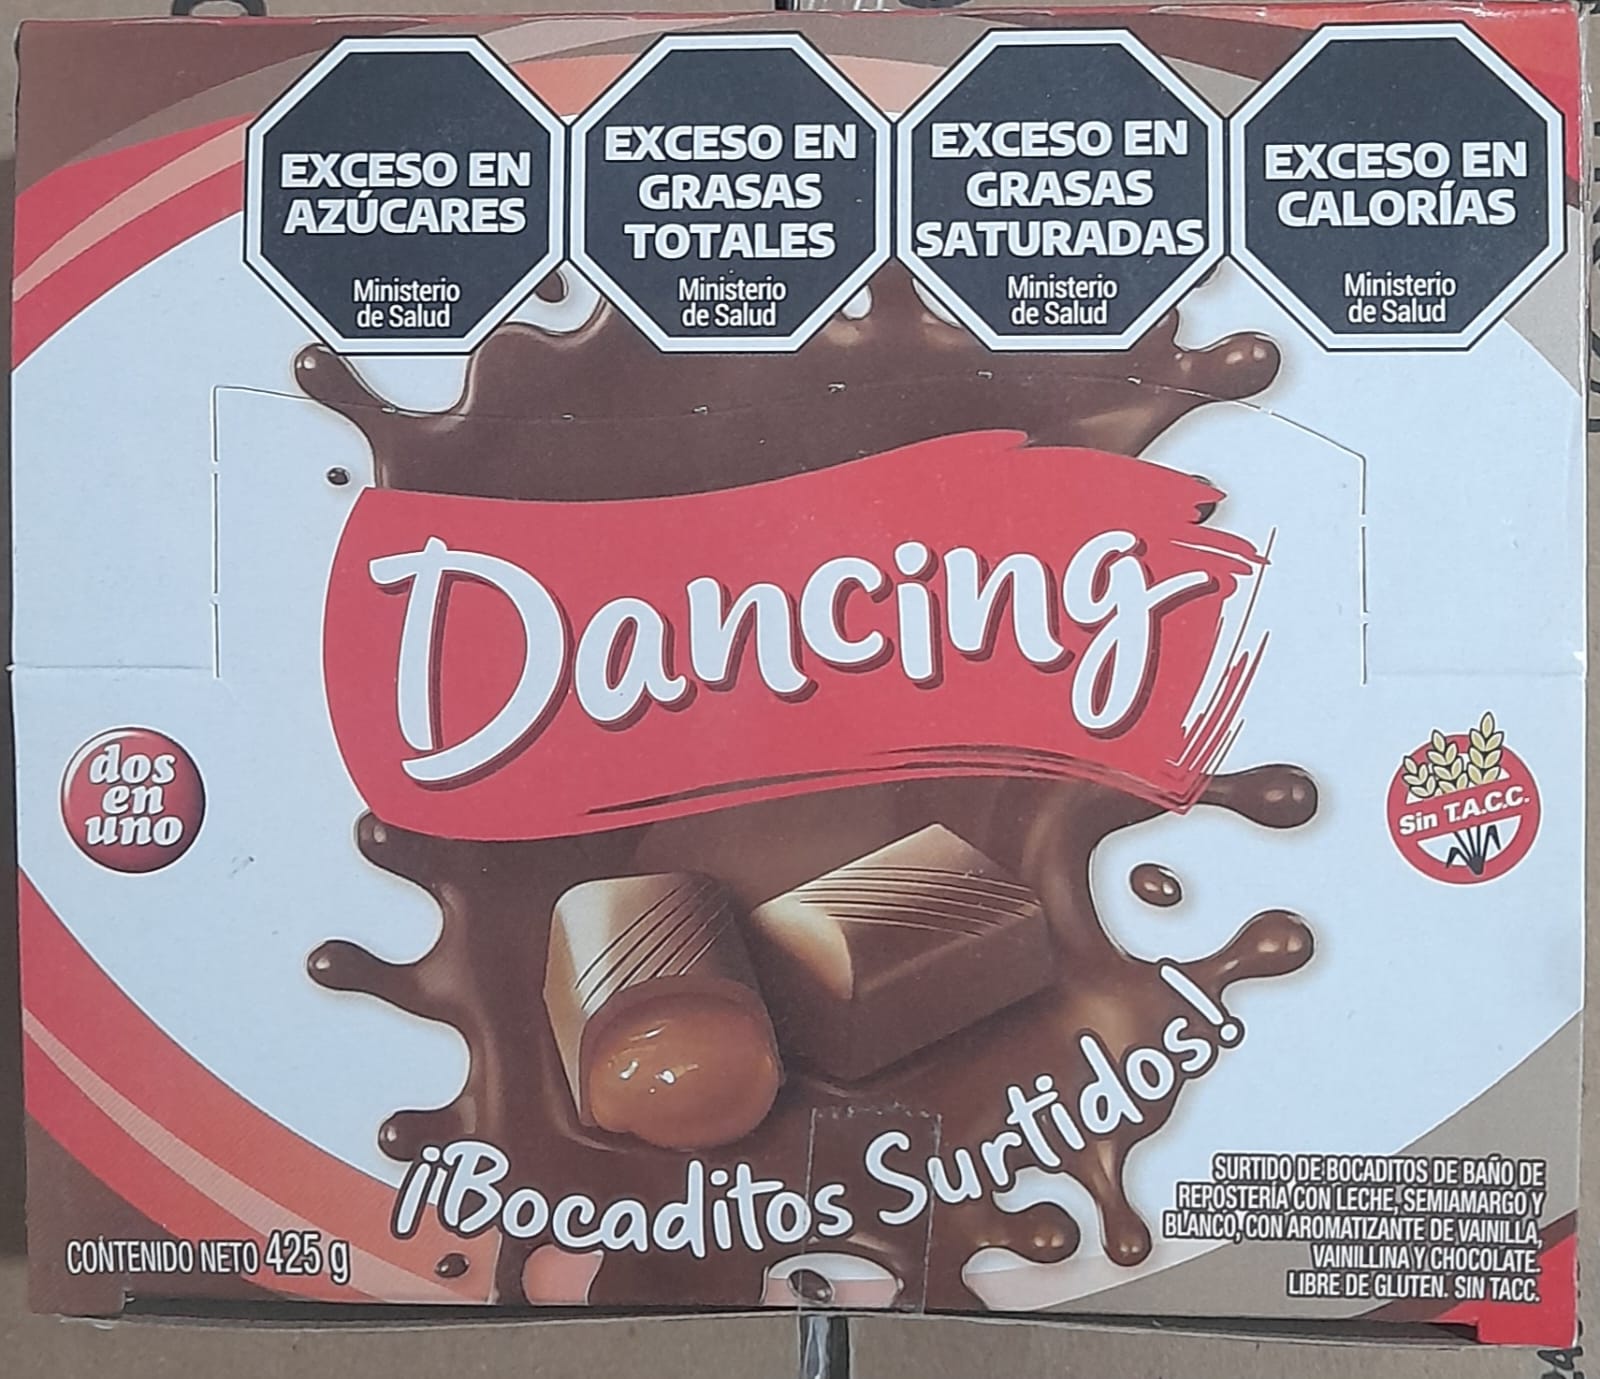 EXCESO EN
AZÚCARES
Ministerio
de Salud
EXCESO EN
GRASAS
TOTALES
Ministerio
de Salud
EXCESO EN
GRASAS
SATURADAS
Ministerio
de Salud
EXCESO EN
CALORÍAS
Ministerio
de Salud
Dancing
dos
en
uno
Sin T.A.C.C.
¡Bocaditos Surtidos!
CONTENIDO NETO 425 g
SURTIDO DE BOCADITOS DE BAÑO DE
REPOSTERÍA CON LECHE, SEMIAMARGO Y
BLANCO, CON AROMATIZANTE DE VAINILLA,
VAINILLINA Y CHOCOLATE.
LIBRE DE GLUTEN. SIN TACC.